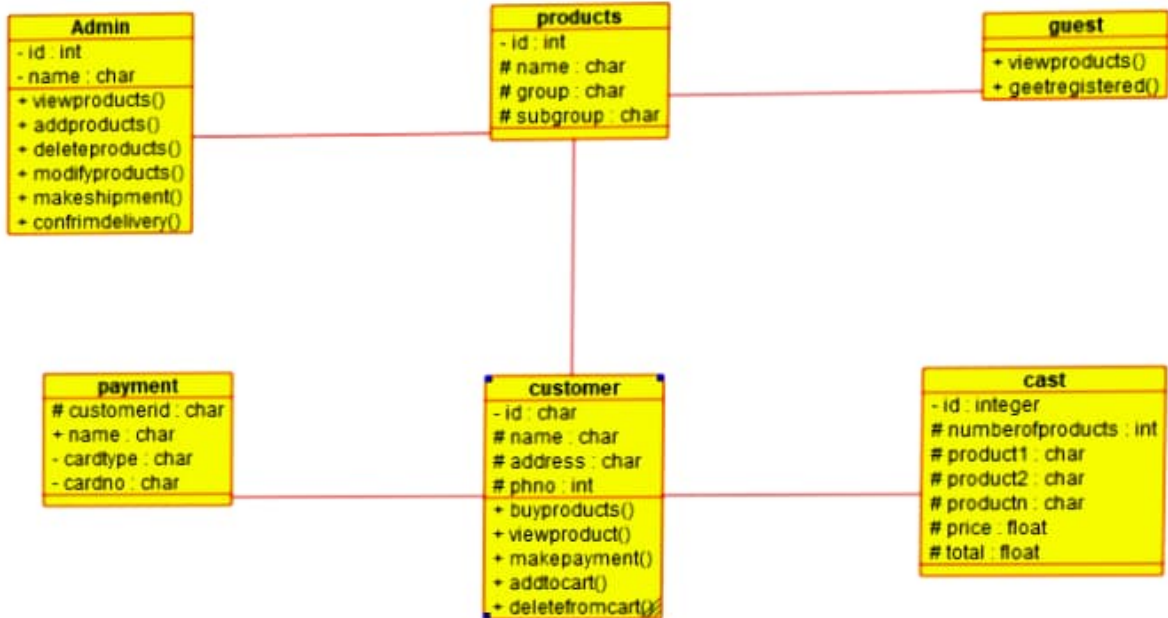 Admin
- id : int
- name : char
+ viewproducts()
+ addproducts()
+ deleteproducts()
+ modifyproducts()
+ makeshipment()
+ confrimdelivery()
products
- id : int
# name : char
# group : char
# subgroup : char
guest
+ viewproducts()
+ geetregistered()
payment
# customerid : char
+ name : char
- cardtype : char
- cardno : char
customer
- id : char
# name : char
# address : char
# phno : int
+ buyproducts()
+ viewproduct()
+ makepayment()
+ addtocart()
+ deletefromcart()
cast
- id : integer
# numberofproducts : int
# product1 : char
# product2 : char
# productn : char
# price : float
# total : float